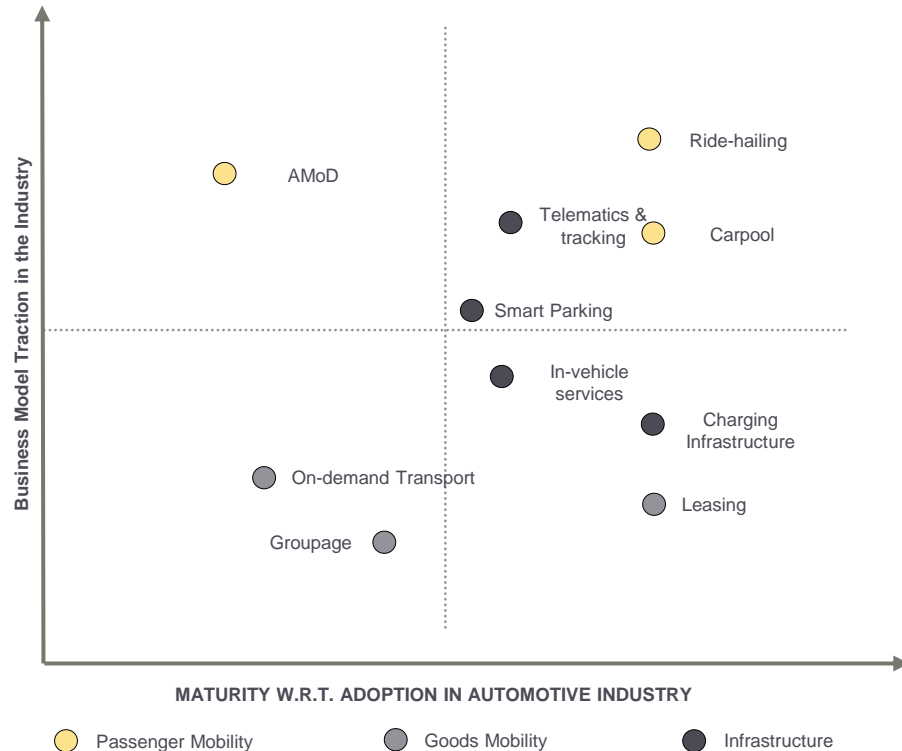 Business Model Traction in the Industry
Ride-hailing
AMoD
Telematics &
tracking
Carpool
Smart Parking
In-vehicle
services
Charging
Infrastructure
On-demand Transport
Leasing
Groupage
MATURITY W.R.T. ADOPTION IN AUTOMOTIVE INDUSTRY
Passenger Mobility
Goods Mobility
Infrastructure